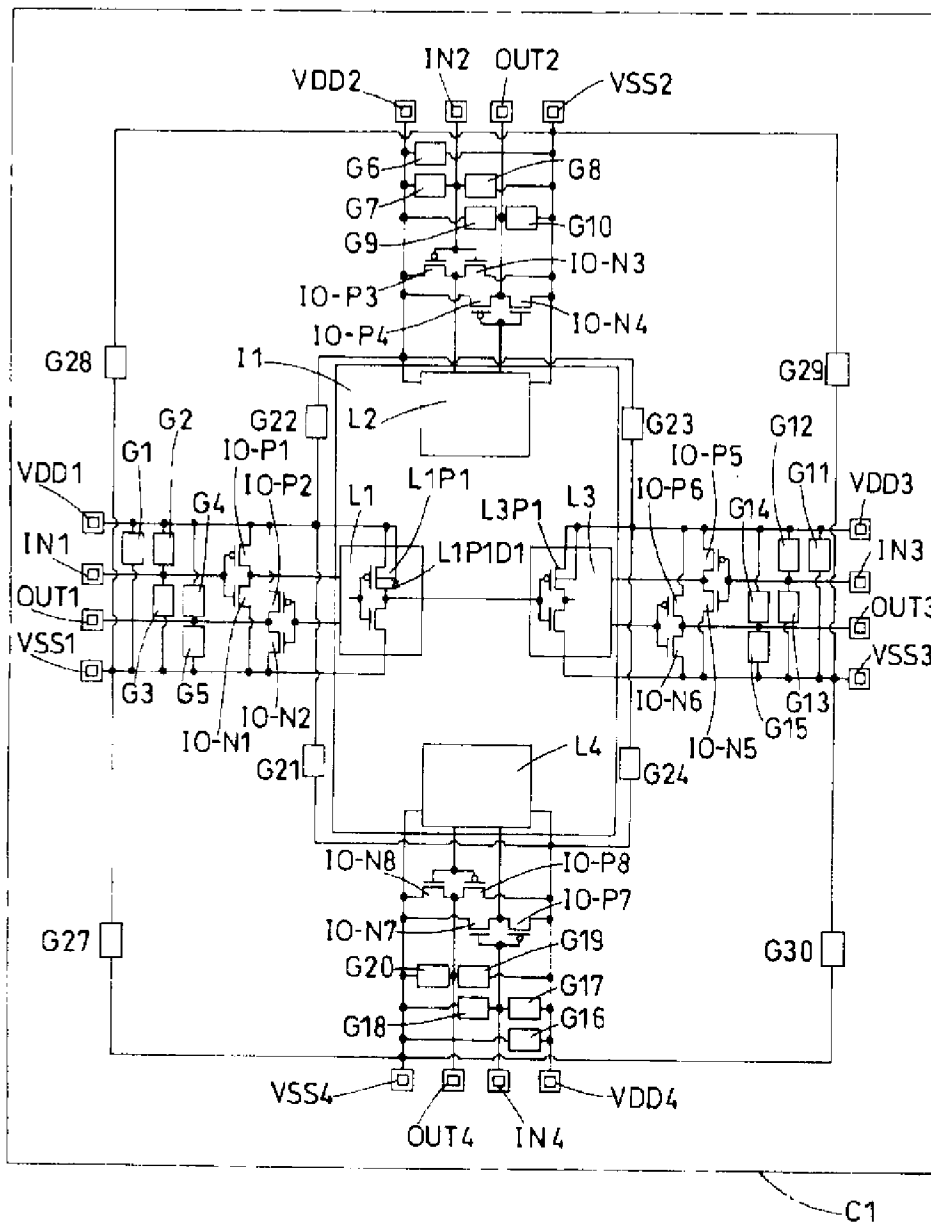 IN2 OUT2
VDD2 VSS2
G6 G8
G7
G9 G10
IO-N3
IO-P3
IO-P4 IO-N4
I1
G28 G29
L2
G22 G23
G2 IO-P1 G12
G1 IO-P2 IO-P5 G11
VDD1 G4 L1 L1P1 IO-P6 L3 G14 VDD3
L3P1
IN1 L1P1D1 IN3
OUT1 OUT3
VSS1 VSS3
G3 G5 IO-N2 IO-N6 G15 G13
IO-N1 IO-N5
L4
G21 G24
IO-N8 IO-P8
IO-P7
IO-N7
G27 G19 G30
G20
G17
G18 G16
VSS4 VDD4
OUT4 IN4
C1